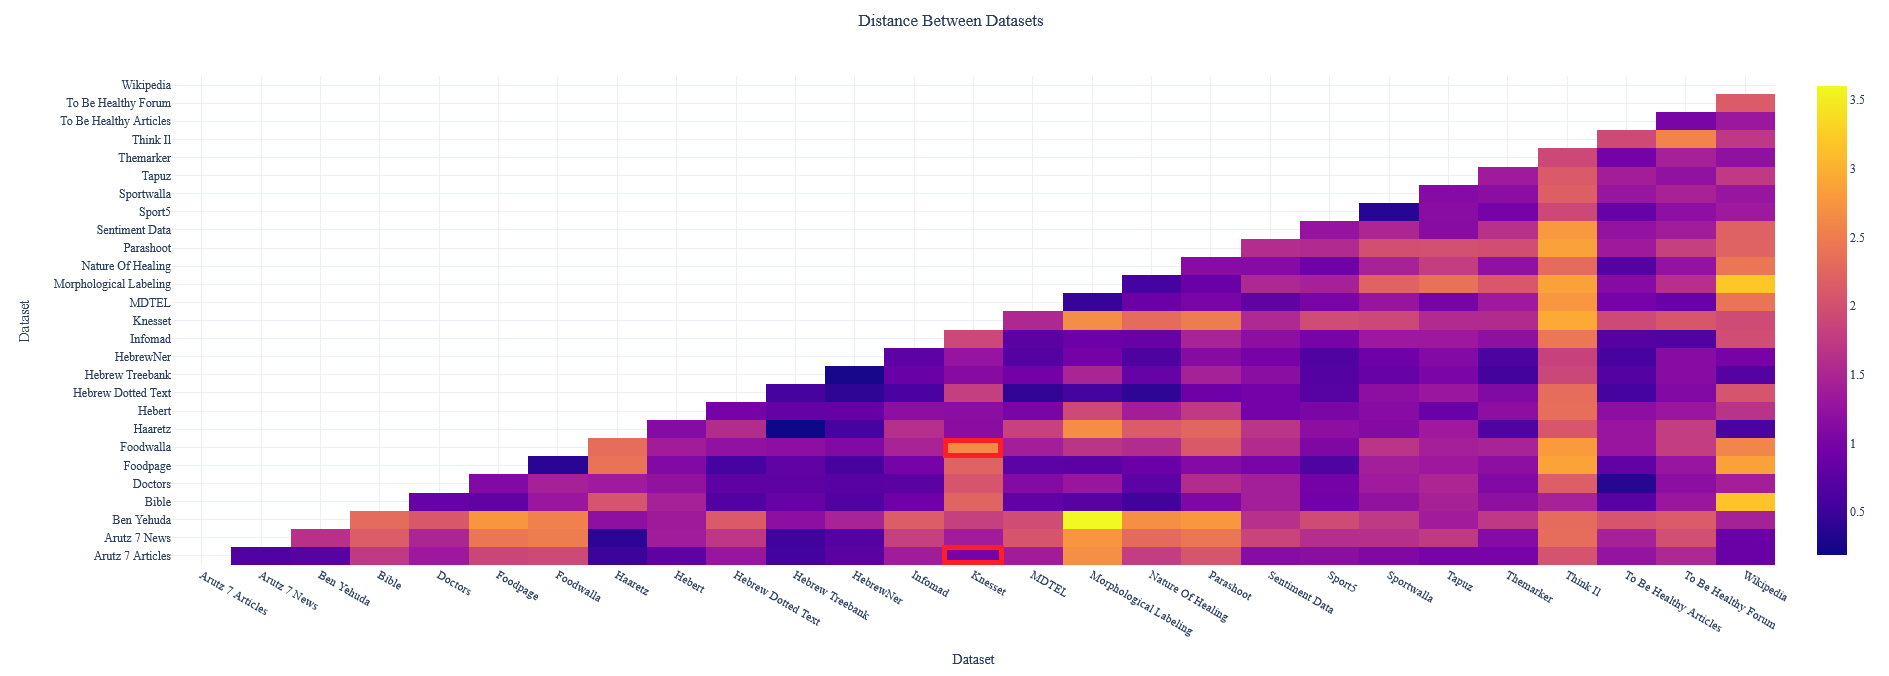 Distance Between Datasets
Wikipedia
To Be Healthy Forum
To Be Healthy Articles
Think Il
Themarker
Tapuz
Sportwalla
Sport5
Sentiment Data
Parashoot
Nature Of Healing
Morphological Labeling
MDTEL
Knesset
Infomad
HebrewNer
Hebrew Treebank
Hebrew Dotted Text
Hebert
Haaretz
Foodwalla
Foodpage
Doctors
Bible
Ben Yehuda
Arutz 7 News
Arutz 7 Articles
Dataset
Arutz 7 Articles
Arutz 7 News
Ben Yehuda
Bible
Doctors
Foodpage
Foodwalla
Haaretz
Hebert
Hebrew Dotted Text
Hebrew Treebank
HebrewNer
Infomad
Knesset
MDTEL
Morphological Labeling
Nature Of Healing
Parashoot
Sentiment Data
Sport5
Sportwalla
Tapuz
Themarker
Think Il
To Be Healthy Articles
To Be Healthy Forum
Wikipedia
Dataset
3.5
3
2.5
2
1.5
1
0.5